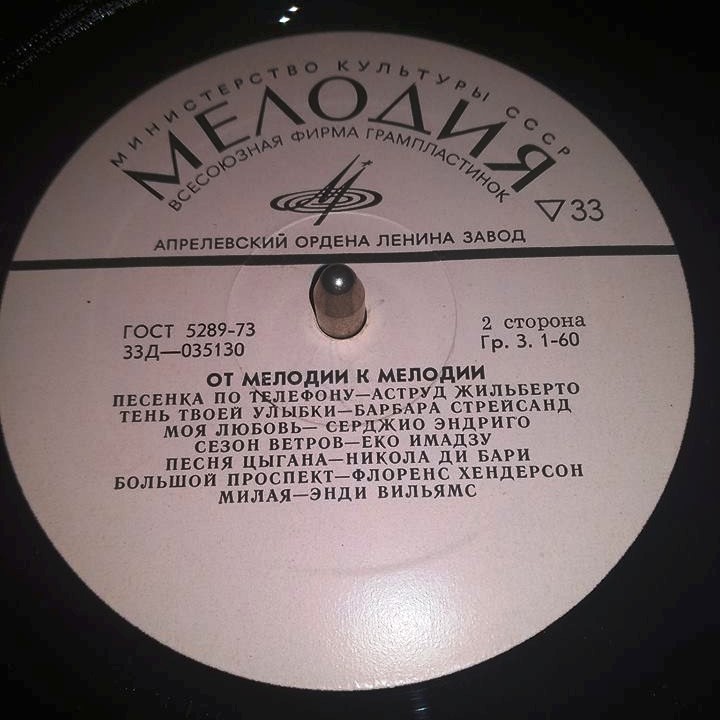 МИНИСТЕРСТВО КУЛЬТУРЫ СССР
МЕЛОДИЯ
ВСЕСОЮЗНАЯ ФИРМА ГРАМПЛАСТИНОК
▽33
АПРЕЛЕВСКИЙ ОРДЕНА ЛЕНИНА ЗАВОД
ГОСТ 5289-73
33Д—035130
2 сторона
Гр. 3. 1-60
ОТ МЕЛОДИИ К МЕЛОДИИ
ПЕСЕНКА ПО ТЕЛЕФОНУ—АСТРУД ЖИЛЬБЕРТО
ТЕНЬ ТВОЕЙ УЛЫБКИ—БАРБАРА СТРЕЙСАНД
МОЯ ЛЮБОВЬ— СЕРДЖИО ЭНДРИГО
СЕЗОН ВЕТРОВ—ЕКО ИМАДЗУ
ПЕСНЯ ЦЫГАНА—НИКОЛА ДИ БАРИ
БОЛЬШОЙ ПРОСПЕКТ—ФЛОРЕНС ХЕНДЕРСОН
МИЛАЯ—ЭНДИ ВИЛЬЯМС